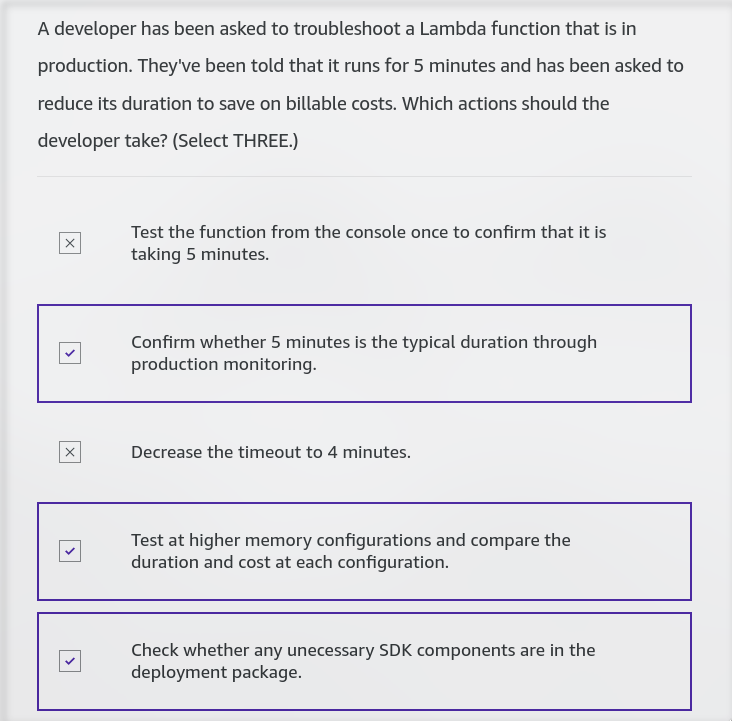 A developer has been asked to troubleshoot a Lambda function that is in
production. They've been told that it runs for 5 minutes and has been asked to
reduce its duration to save on billable costs. Which actions should the
developer take? (Select THREE.)
Test the function from the console once to confirm that it is
taking 5 minutes.
Confirm whether 5 minutes is the typical duration through
production monitoring.
Decrease the timeout to 4 minutes.
Test at higher memory configurations and compare the
duration and cost at each configuration.
Check whether any unecessary SDK components are in the
deployment package.